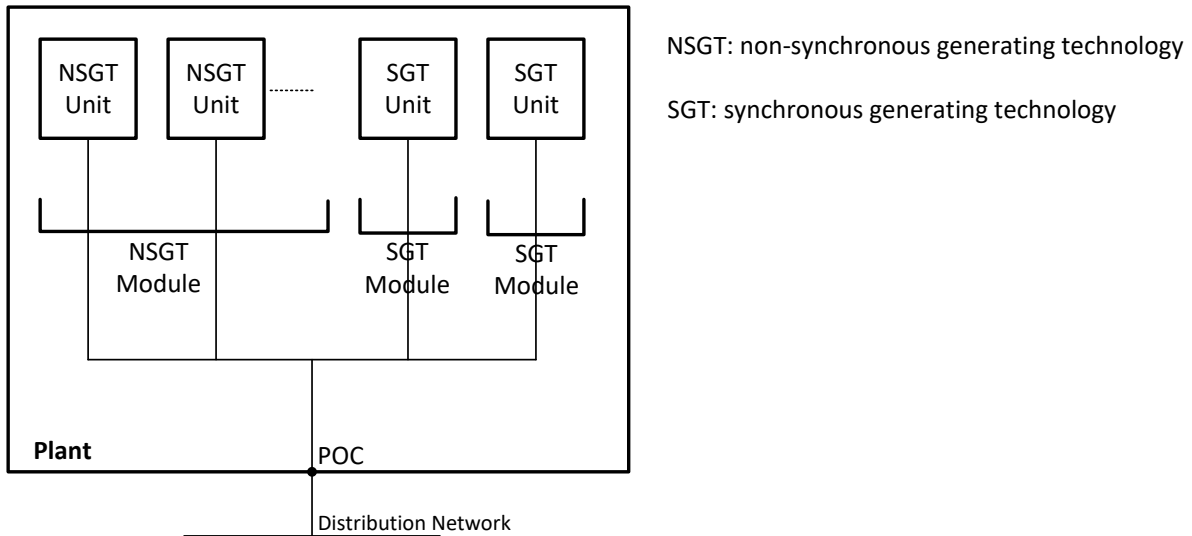 NSGT
Unit
NSGT
Unit
SGT
Unit
SGT
Unit
NSGT: non-synchronous generating technology
SGT: synchronous generating technology
NSGT
Module
SGT
Module
SGT
Module
Plant
POC
Distribution Network